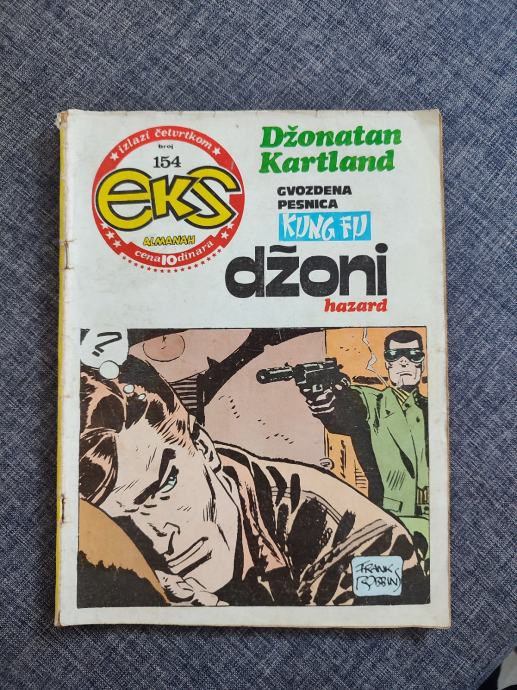 izlazi četvrtkom
broj
154
eks
ALMANAH
cena 10 dinara
Džonatan
Kartland
GVOZDENA
PESNICA
KUNG FU
džoni
hazard
?
FRANK
ROBBINS